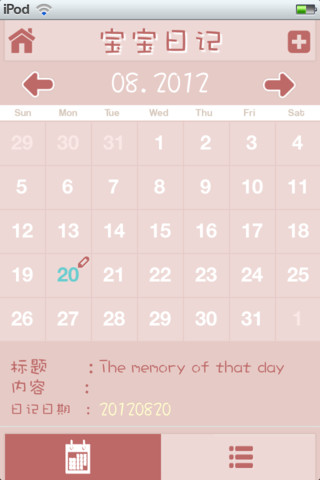 iPod
宝宝日记
08.2012
Sun Mon Tue Wed Thu Fri Sat
29 30 31 1 2 3 4
5 6 7 8 9 10 11
12 13 14 15 16 17 18
19 20 21 22 23 24 25
26 27 28 29 30 31 1
标题 : The memory of that day
内容 :
日记日期 : 20120820